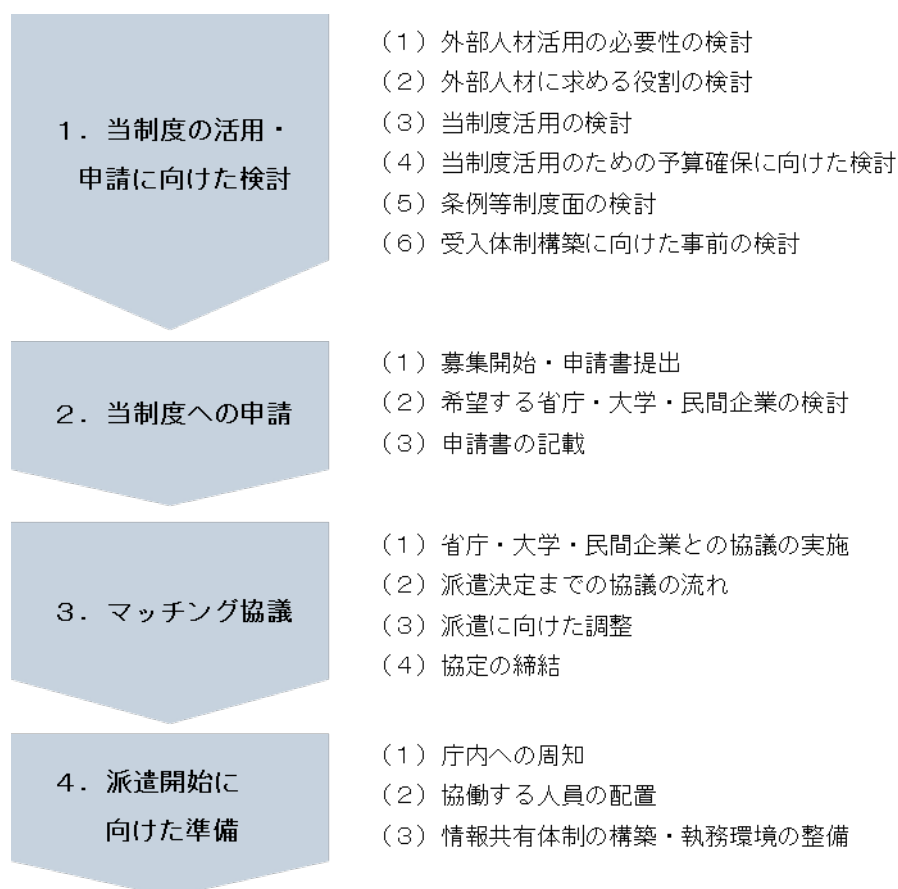 １．当制度の活用・
申請に向けた検討
（１）外部人材活用の必要性の検討
（２）外部人材に求める役割の検討
（３）当制度活用の検討
（４）当制度活用のための予算確保に向けた検討
（５）条例等制度面の検討
（６）受入体制構築に向けた事前の検討
２．当制度への申請
（１）募集開始・申請書提出
（２）希望する省庁・大学・民間企業の検討
（３）申請書の記載
３．マッチング協議
（１）省庁・大学・民間企業との協議の実施
（２）派遣決定までの協議の流れ
（３）派遣に向けた調整
（４）協定の締結
４．派遣開始に
向けた準備
（１）庁内への周知
（２）協働する人員の配置
（３）情報共有体制の構築・執務環境の整備